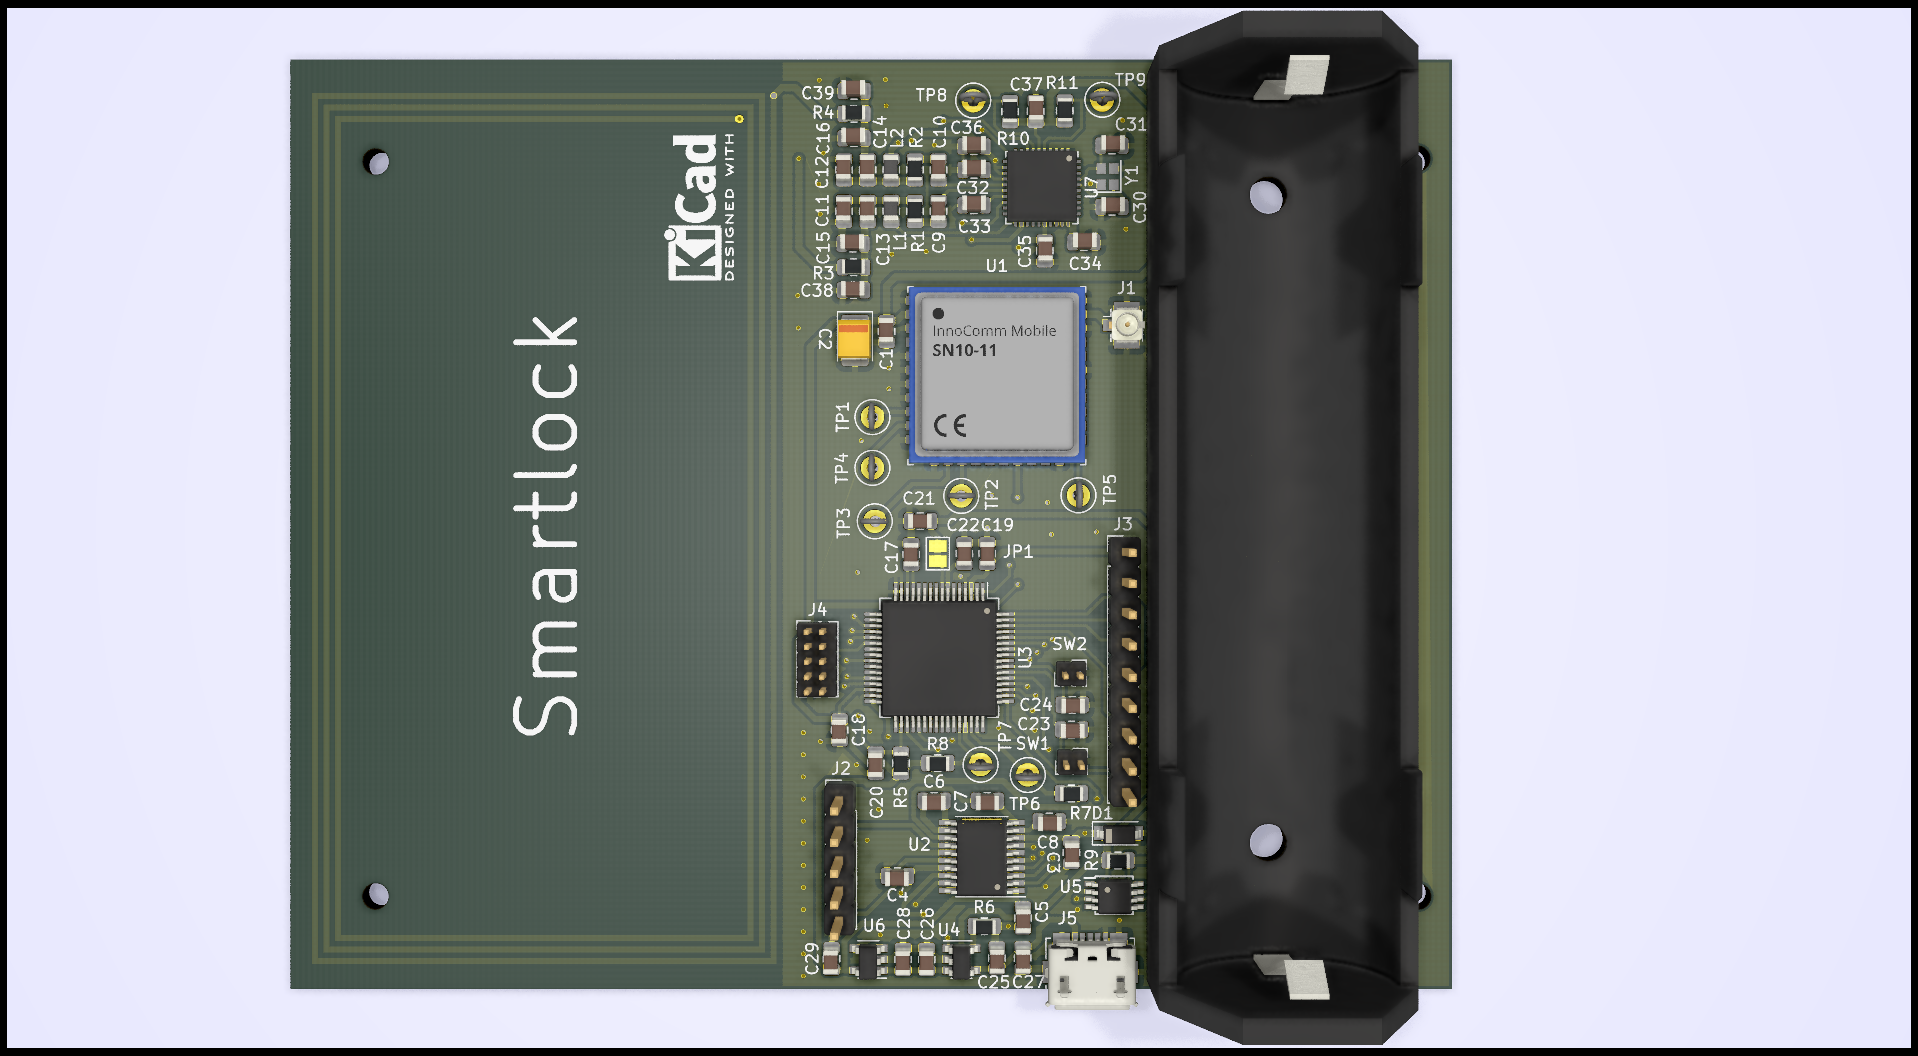 Smartlock
KiCad
DESIGNED WITH
C39
R4
C16
C14
L2
R2
C10
C12
C11
C15
C13
L1
R1
C9
R3
C38
TP8
C37
R11
TP9
C36
R10
C31
C32
U7
Y1
C33
C30
C35
C34
U1
J1
InnoComm Mobile
SN10-11
CE
C2
C1
TP1
TP4
TP3
TP2
TP5
C21
C22
C19
C17
JP1
J3
J4
U3
SW2
C24
C23
SW1
C18
R8
TP7
J2
C20
R5
C6
C7
TP6
R7
D1
U2
C8
C3
R9
C4
U5
R6
C5
J5
U6
C28
C26
U4
C29
C25
C27